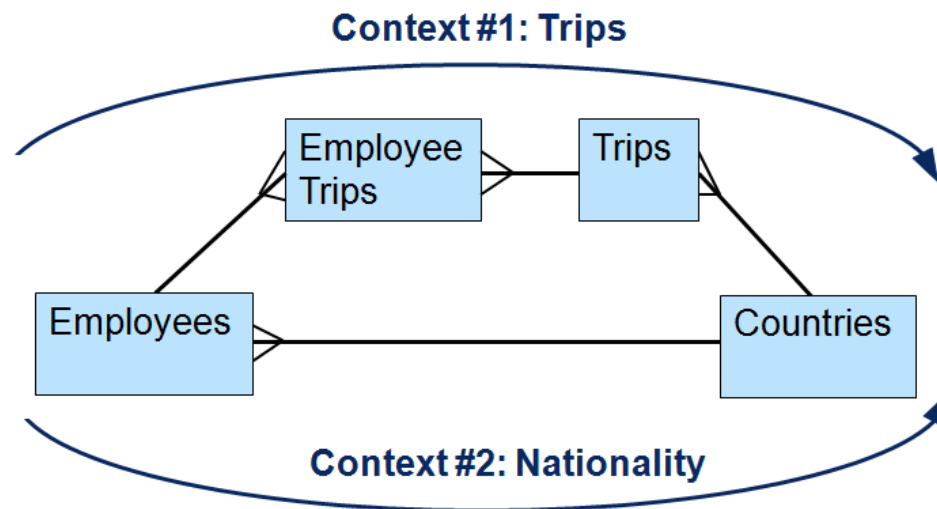 Context #1: Trips
Employee
Trips
Trips
Employees
Countries
Context #2: Nationality